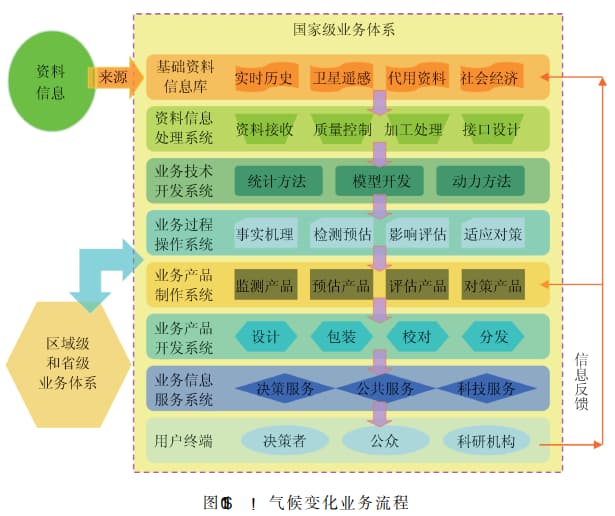 国家级业务体系
资料
信息
来源
基础资料
信息库
实时历史 卫星遥感 代用资料 社会经济
资料信息
处理系统
资料接收 质量控制 加工处理 接口设计
业务技术
开发系统
统计方法 模型开发 动力方法
业务过程
操作系统
事实机理 检测预估 影响评估 适应对策
业务产品
制作系统
监测产品 预估产品 评估产品 对策产品
业务产品
开发系统
设计 包装 校对 分发
业务信息
服务系统
决策服务 公共服务 科技服务
用户终端
决策者 公众 科研机构
区域级
和省级
业务体系
信息反馈
图 ! 气候变化业务流程